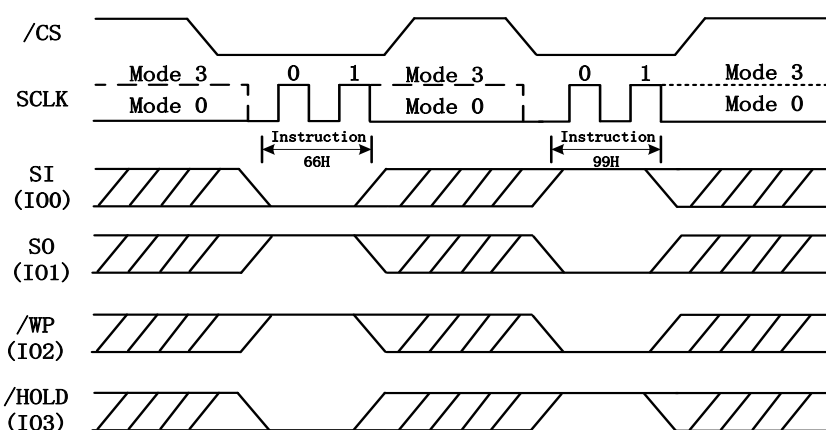 /CS
SCLK
Mode 3 0 1 Mode 3 0 1 Mode 3
Mode 0 Mode 0 Mode 0
Instruction Instruction
66H 99H
SI
(IO0)
SO
(IO1)
/WP
(IO2)
/HOLD
(IO3)